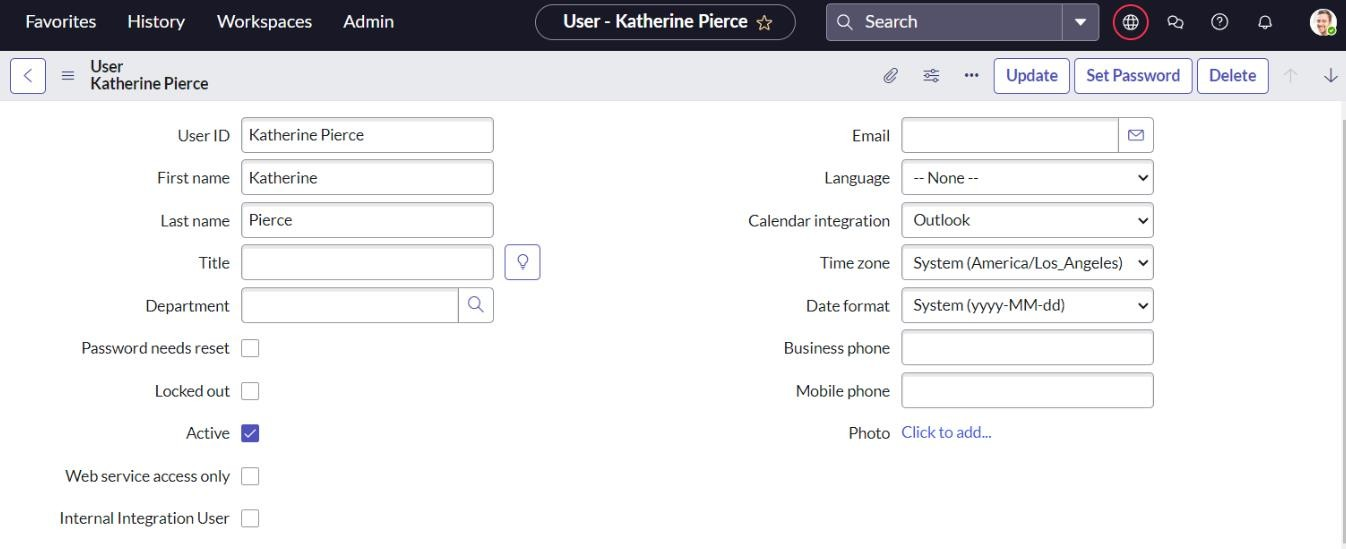 Favorites History Workspaces Admin User - Katherine Pierce Search
User
Katherine Pierce
Update Set Password Delete
User ID Katherine Pierce Email
First name Katherine Language -- None --
Last name Pierce Calendar integration Outlook
Title Time zone System (America/Los_Angeles)
Department Date format System (yyyy-MM-dd)
Password needs reset Business phone
Locked out Mobile phone
Active Photo Click to add...
Web service access only
Internal Integration User